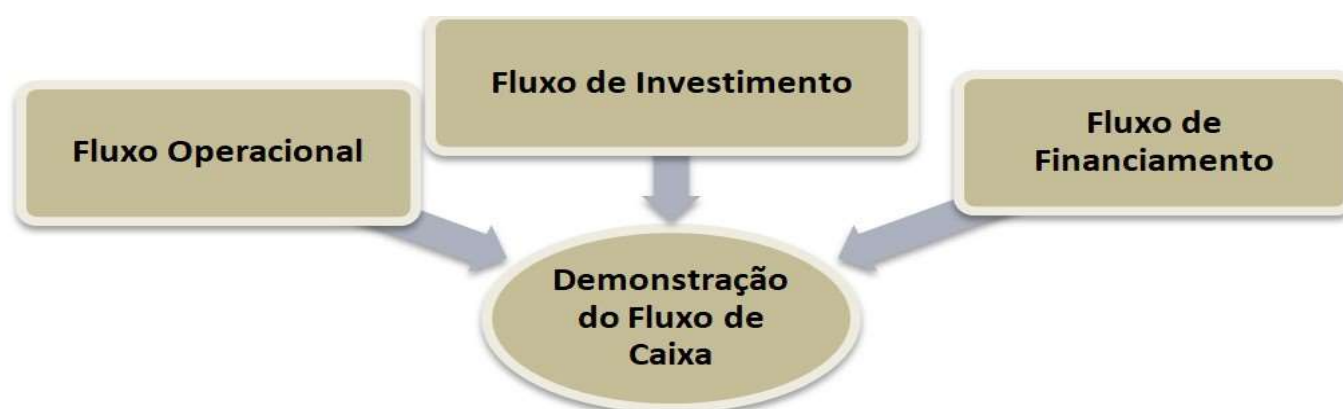 Fluxo Operacional
Fluxo de Investimento
Fluxo de
Financiamento
Demonstração
do Fluxo de
Caixa